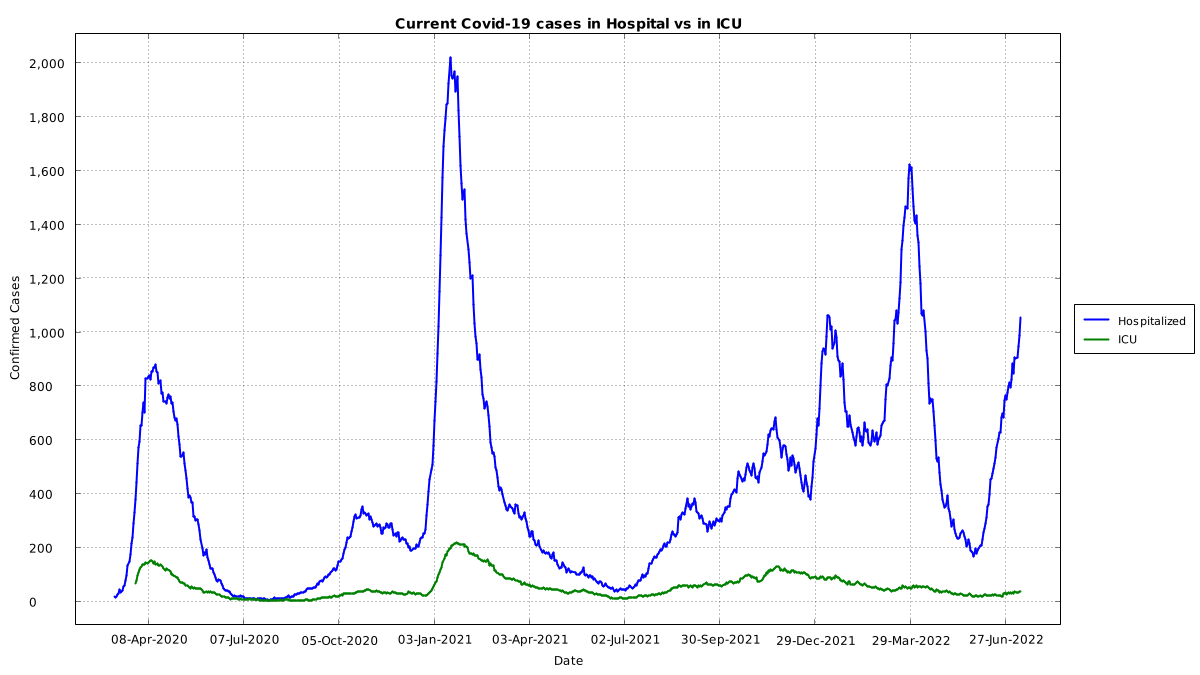 Current Covid-19 cases in Hospital vs in ICU
2,000
1,800
1,600
1,400
1,200
1,000
800
600
400
200
0
Confirmed Cases
08-Apr-2020 07-Jul-2020 05-Oct-2020 03-Jan-2021 03-Apr-2021 02-Jul-2021 30-Sep-2021 29-Dec-2021 29-Mar-2022 27-Jun-2022
Date
Hospitalized
ICU